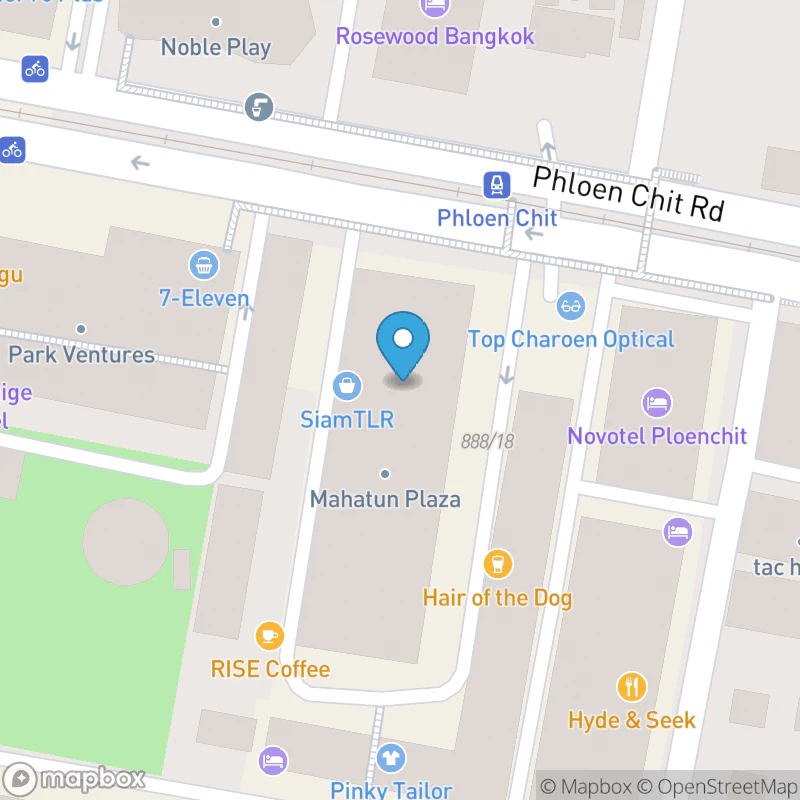 Noble Play
Rosewood Bangkok
Phloen Chit Rd
Phloen Chit
gu
7-Eleven
Park Ventures
Top Charoen Optical
ige
el
SiamTLR
888/18
Novotel Ploenchit
Mahatun Plaza
tac h
Hair of the Dog
RISE Coffee
Hyde & Seek
Pinky Tailor
mapbox
© Mapbox © OpenStreetMap